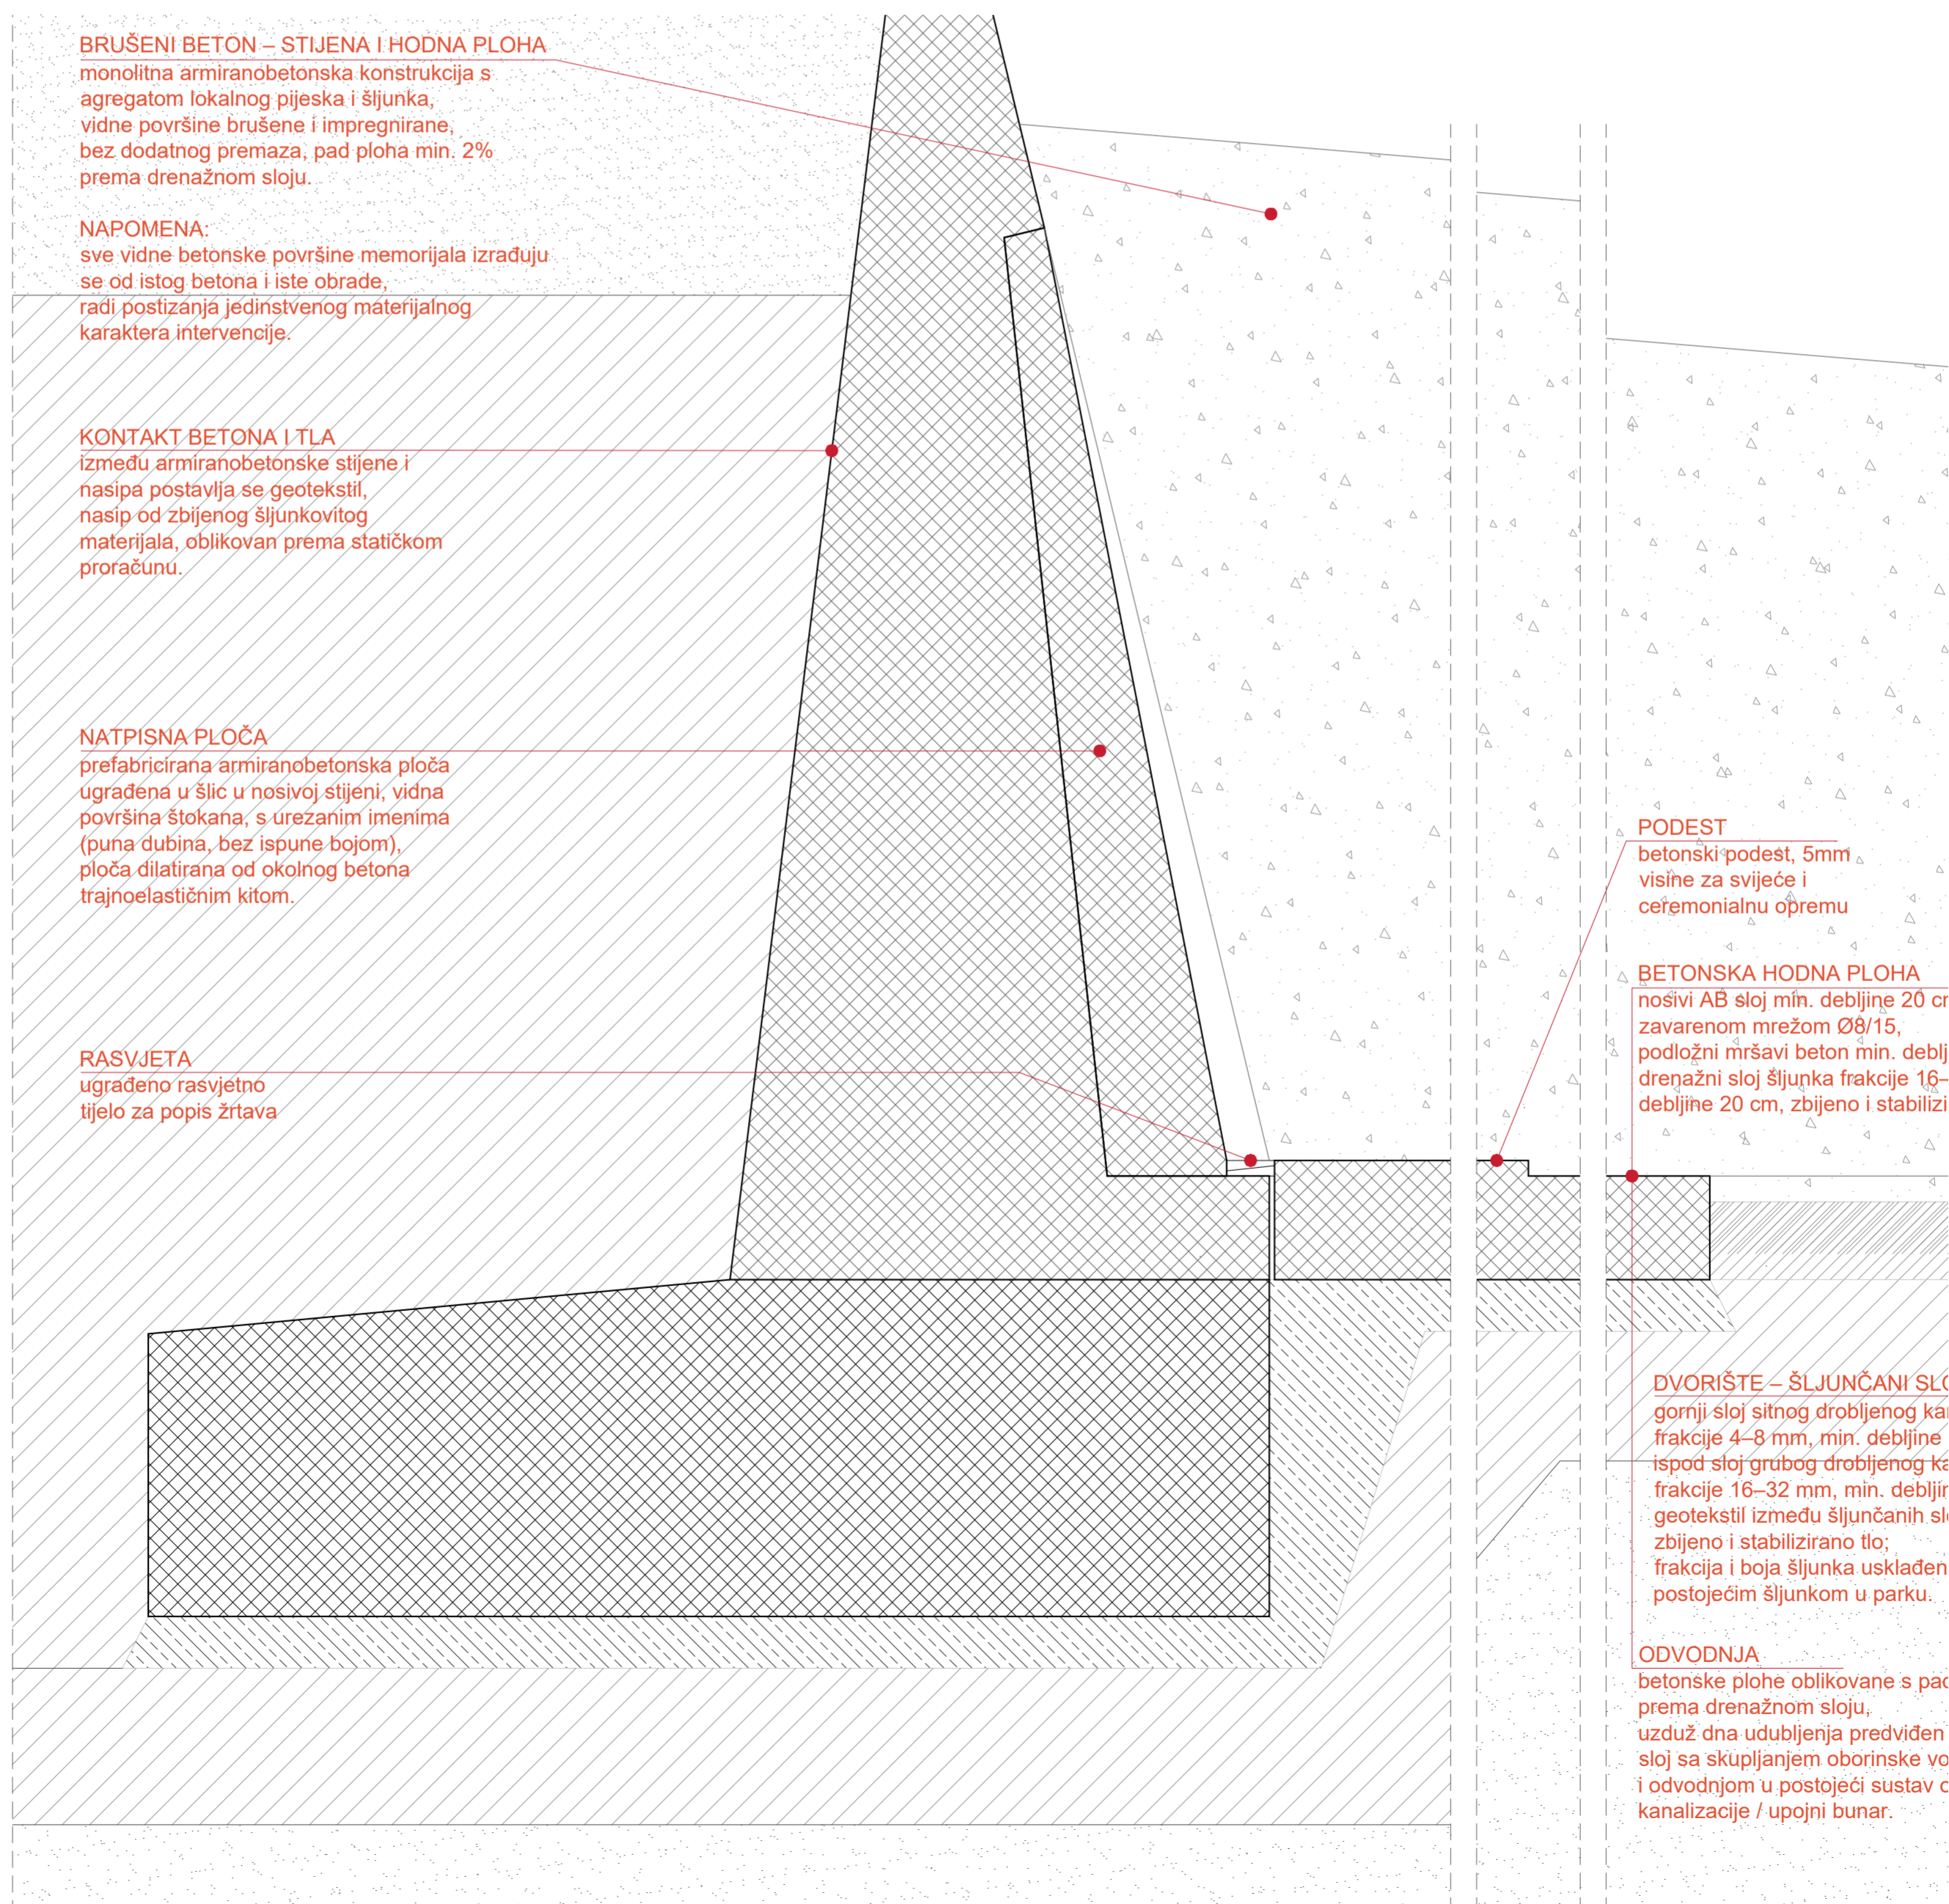 BRUŠENI BETON – STIJENA I HODNA PLOHA
monolitna armiranobetonska konstrukcija s
agregatom lokalnog pijeska i šljunka,
vidne površine brušene i impregnirane,
bez dodatnog premaza, pad ploha min. 2%
prema drenažnom sloju.
NAPOMENA:
sve vidne betonske površine memorijala izrađuju
se od istog betona i iste obrade,
radi postizanja jedinstvenog materijalnog
karaktera intervencije.
KONTAKT BETONA I TLA
između armiranobetonske stijene i
nasipa postavlja se geotekstil,
nasip od zbijenog šljunkovitog
materijala, oblikovan prema statičkom
proračunu.
NATPISNA PLOČA
prefabricirana armiranobetonska ploča
ugrađena u šlic u nosivoj stijeni, vidna
površina štokana, s urezanim imenima
(puna dubina, bez ispune bojom),
ploča dilatirana od okolnog betona
trajnoelastičnim kitom.
RASVJETA
ugrađeno rasvjetno
tijelo za popis žrtava
PODEST
betonski podest, 5mm
visine za svijeće i
ceremonialnu opremu
BETONSKA HODNA PLOHA
nosivi AB sloj min. debljine 20
zavarenom mrežom Ø8/15,
podložni mršavi beton min.
drenažni sloj šljunka frakcije 16–
debljine 20 cm, zbijeno i
DVORIŠTE – ŠLJUNČANI
gornji sloj sitnog drobljenog
frakcije 4–8 mm, min. debljine
ispod sloj grubog drobljenog
frakcije 16–32 mm, min.
geotekstil između šljunčanih
zbijeno i stabilizirano tlo;
frakcija i boja šljunka
postojećim šljunkom u parku.
ODVODNJA
betonske plohe oblikovane s
prema drenažnom sloju,
uzduž dna udubljenja predviđen
sloj sa skupljanjem oborinske
i odvodnjom u postojeći sustav
kanalizacije / upojni bunar.